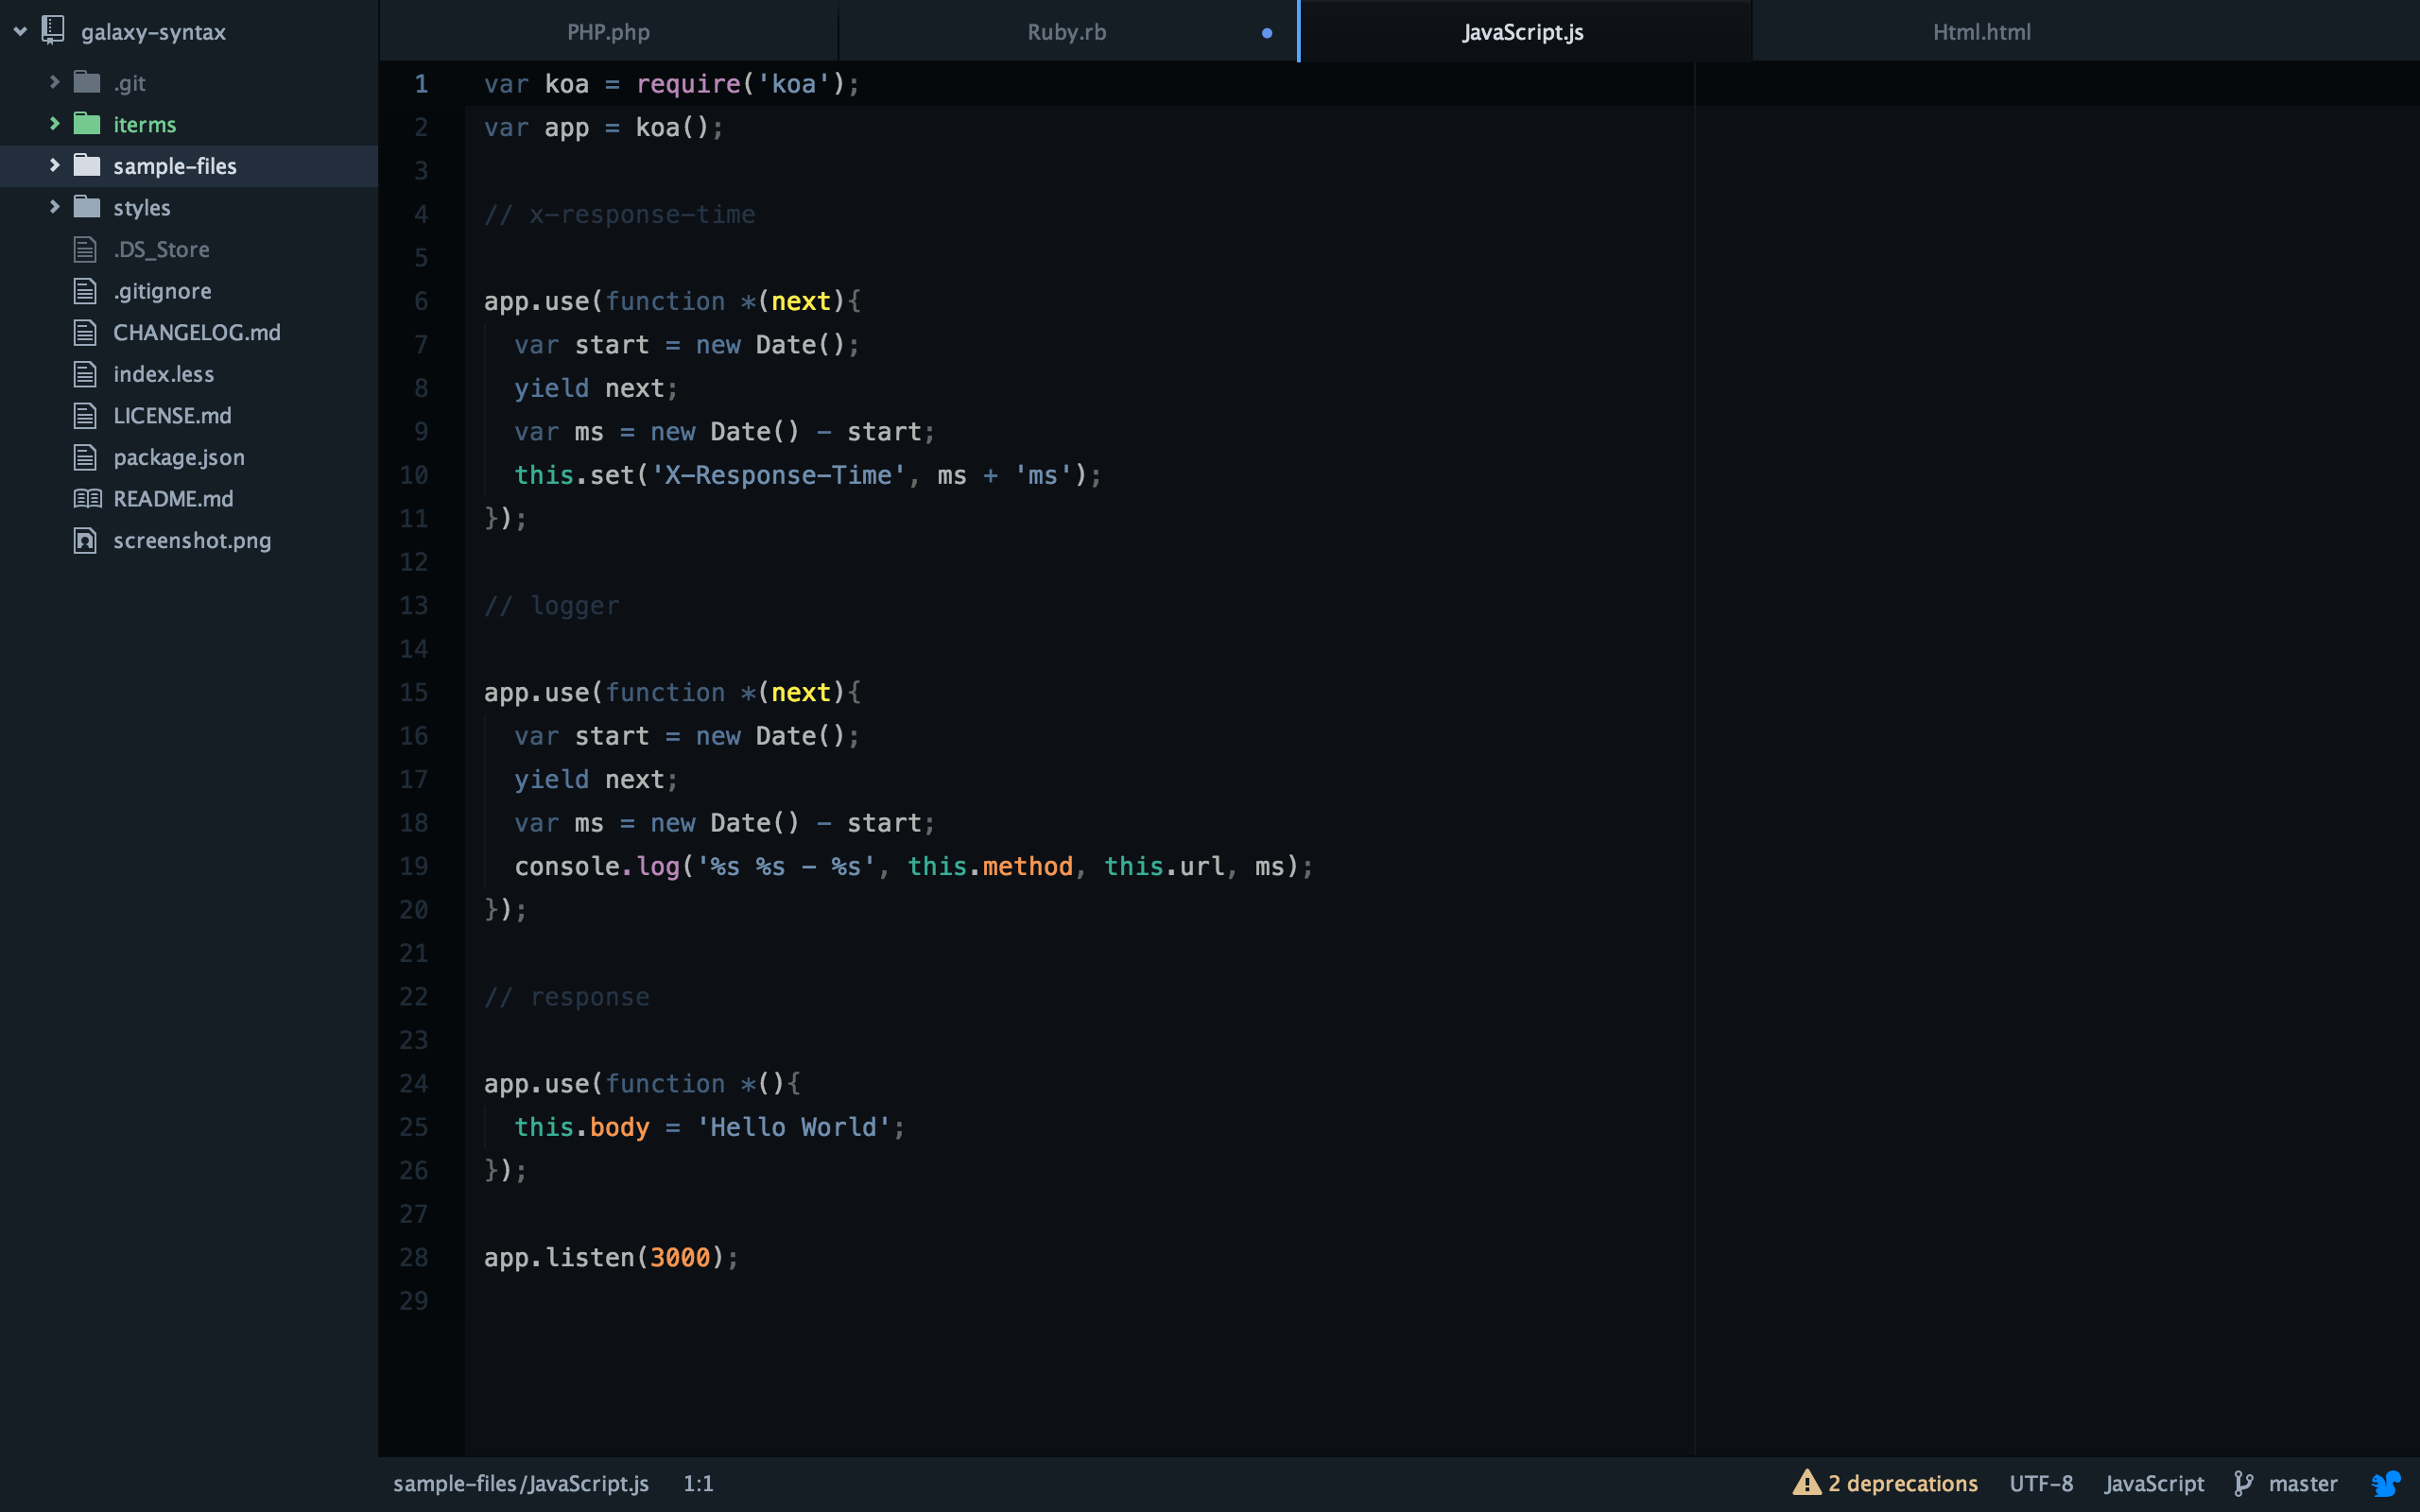 galaxy-syntax
.git
iterms
sample-files
styles
.DS_Store
.gitignore
CHANGELOG.md
index.less
LICENSE.md
package.json
README.md
screenshot.png
PHP.php
Ruby.rb
JavaScript.js
Html.html
1 var koa = require('koa');
2 var app = koa();
3
4 // x-response-time
5
6 app.use(function *(next){
7   var start = new Date();
8   yield next;
9   var ms = new Date() - start;
10   this.set('X-Response-Time', ms + 'ms');
11 });
12
13 // logger
14
15 app.use(function *(next){
16   var start = new Date();
17   yield next;
18   var ms = new Date() - start;
19   console.log('%s %s - %s', this.method, this.url, ms);
20 });
21
22 // response
23
24 app.use(function *(){
25   this.body = 'Hello World';
26 });
27
28 app.listen(3000);
29
sample-files/JavaScript.js 1:1
2 deprecations UTF-8 JavaScript master